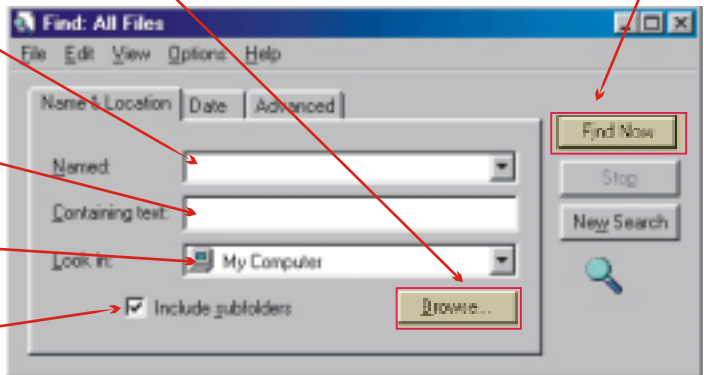 Find: All Files
File Edit View Options Help
Name & Location Date Advanced
Named:
Containing text:
Look in: My Computer
Include subfolders
Browse...
Find Now
Stop
New Search